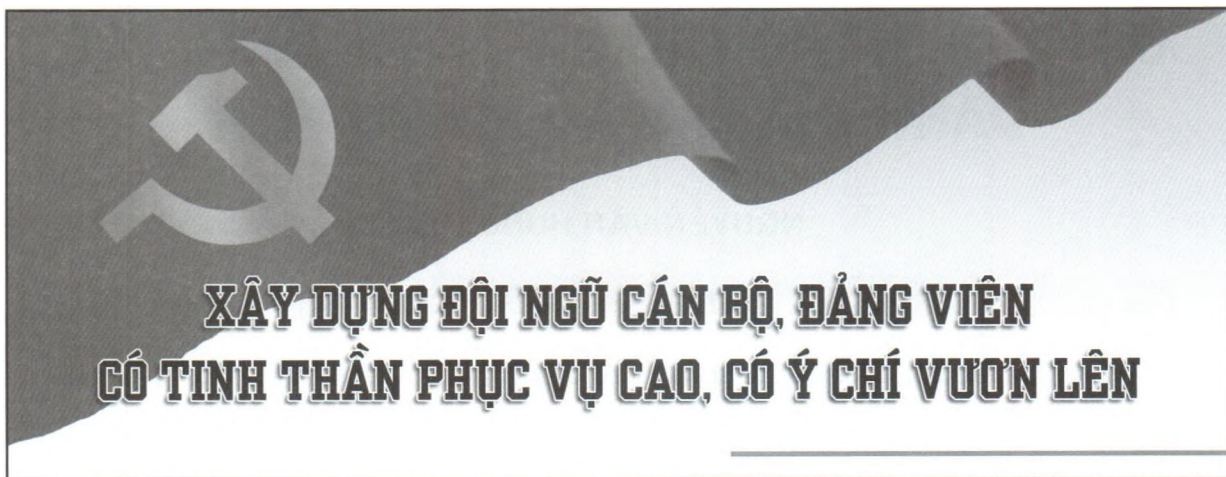 XÂY DỰNG ĐỘI NGŨ CÁN BỘ, ĐẢNG VIÊN
CÓ TINH THẦN PHỤC VỤ CAO, CÓ Ý CHÍ VƯƠN LÊN